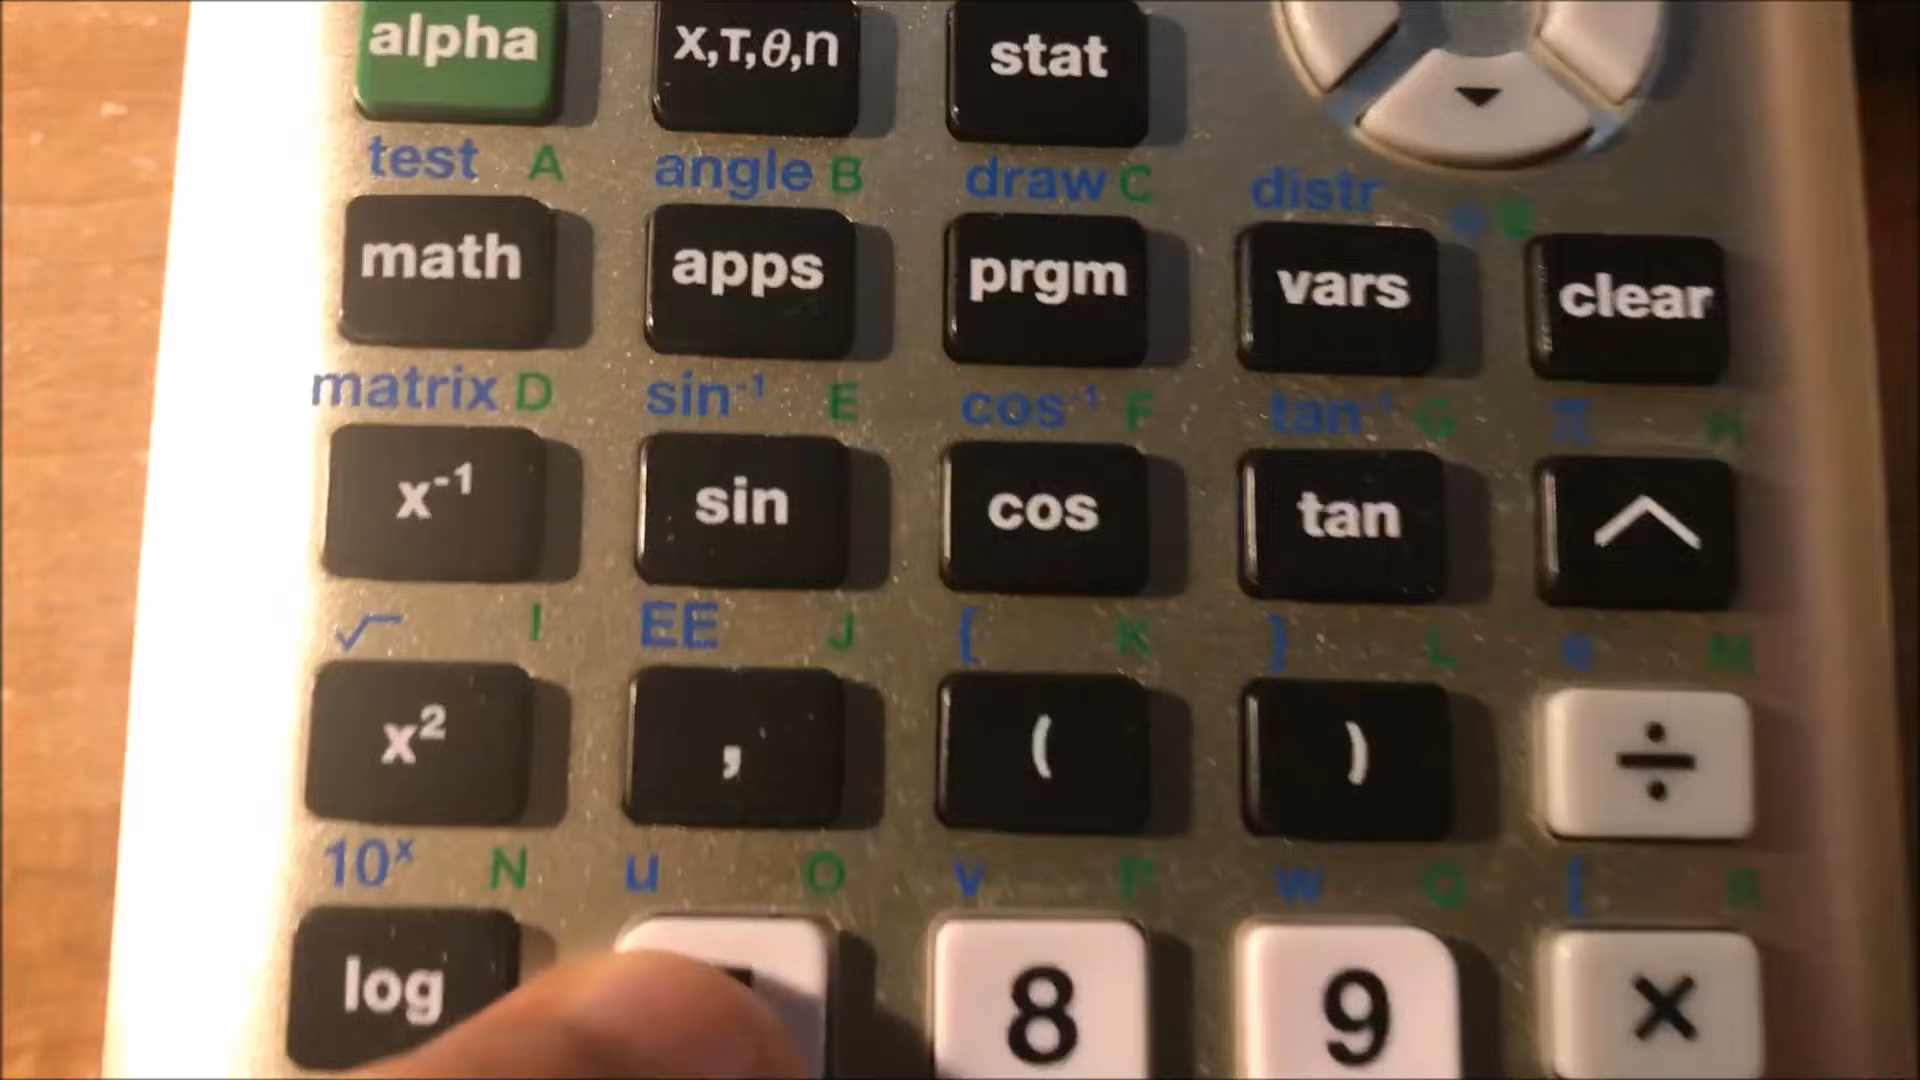 alpha X,T,θ,n stat
test A angle B draw C distr
math apps prgm vars clear
matrix D sin⁻¹ E cos⁻¹ F tan⁻¹ G π H
x⁻¹ sin cos tan ^
√ I EE J { K } L e M
x² , ( ) ÷
10ˣ N u O v P w Q [ R
log 8 9 ×